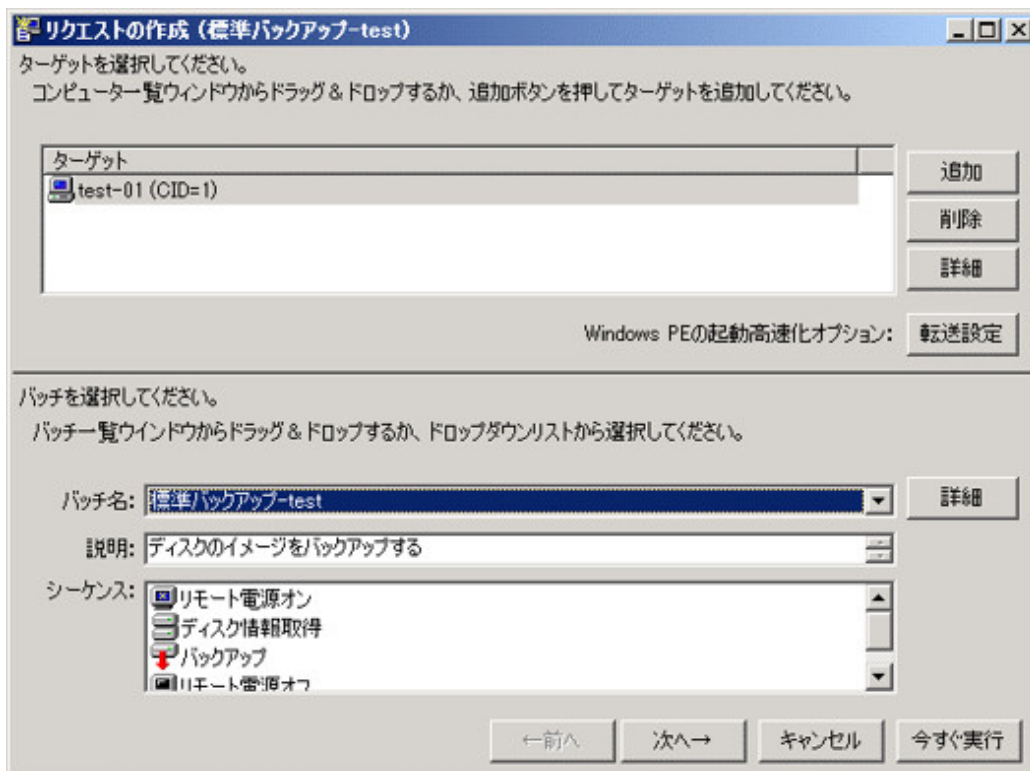 リクエストの作成（標準バックアップ-test）
ターゲットを選択してください。
コンピューター覧ウィンドウからドラッグ＆ドロップするか、追加ボタンを押してターゲットを追加してください。
ターゲット
test-01 (CID=1)
追加
削除
詳細
Windows PEの起動高速化オプション: 転送設定
バッチを選択してください。
バッチ一覧ウインドウからドラッグ＆ドロップするか、ドロップダウンリストから選択してください。
バッチ名: 標準バックアップ-test 詳細
説明: ディスクのイメージをバックアップする
シーケンス: リモート電源オン
ディスク情報取得
バックアップ
リモート電源オフ
←前へ 次へ→ キャンセル 今すぐ実行